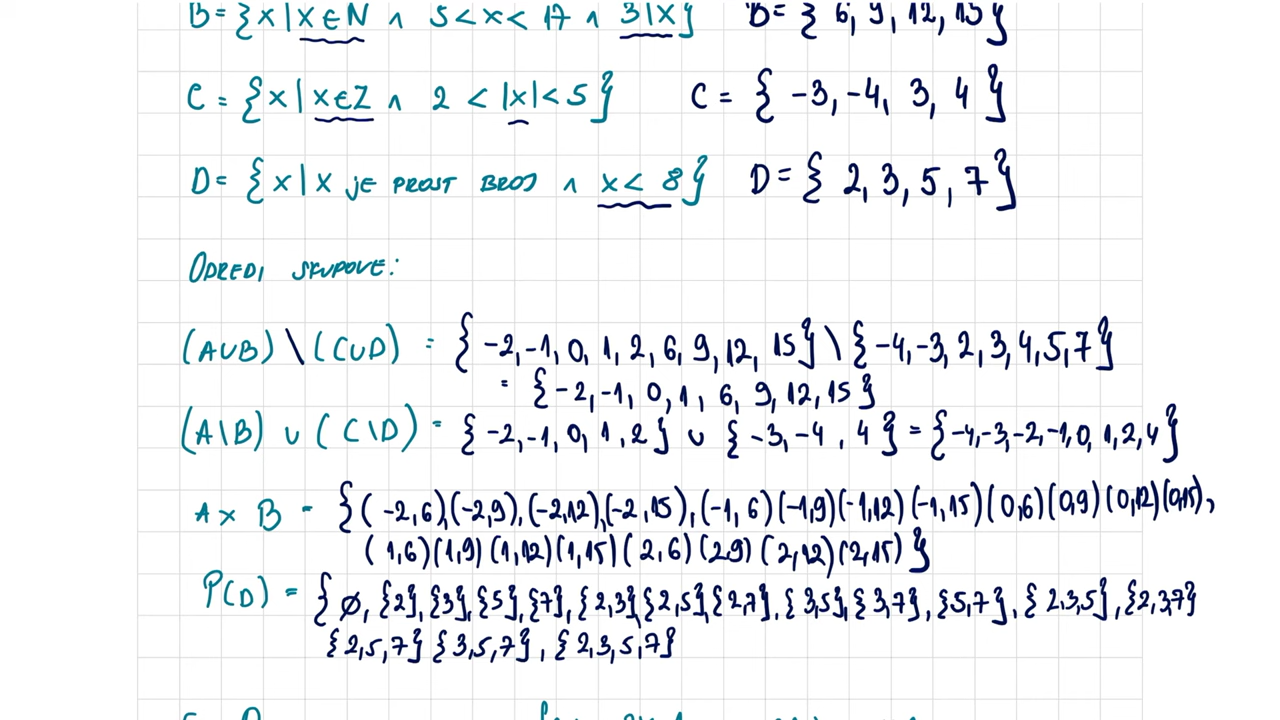 B = {x | x ∈ N ∧ 5 < x < 17 ∧ 3|x} B = { 6, 9, 12, 15}
C = {x | x ∈ Z ∧ 2 < |x| < 5} C = { -3, -4, 3, 4 }
D = { x | x JE PROST BROJ ∧ x < 8} D = { 2, 3, 5, 7}
ODREDI SKUPOVE:
(A∪B) \ (C∪D) = { -2, -1, 0, 1, 2, 6, 9, 12, 15} \ {-4, -3, 2, 3, 4, 5, 7}
= {-2, -1, 0, 1, 6, 9, 12, 15}
(A\B) ∪ (C\D) = {-2, -1, 0, 1, 2} ∪ {-3, -4, 4} = {-4, -3, -2, -1, 0, 1, 2, 4}
A x B = {(-2,6),(-2,9),(-2,12),(-2,15),(-1,6)(-1,9)(-1,12)(-1,15)(0,6)(0,9)(0,12)(0,15),
(1,6)(1,9)(1,12)(1,15)(2,6)(2,9)(2,12)(2,15)}
P(D) = { ∅, {2}, {3}, {5}, {7}, {2,3}, {2,5}, {2,7}, {3,5}, {3,7}, {5,7}, {2,3,5}, {2,3,7}
{2,5,7} {3,5,7}, {2,3,5,7}